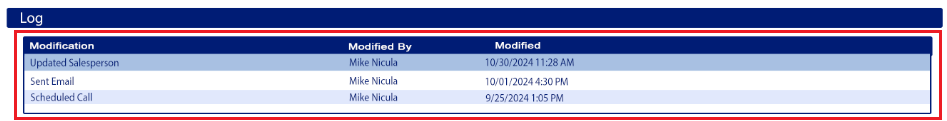 Log
Modification Modified By Modified
Updated Salesperson Mike Nicula 10/30/2024 11:28 AM
Sent Email Mike Nicula 10/01/2024 4:30 PM
Scheduled Call Mike Nicula 9/25/2024 1:05 PM